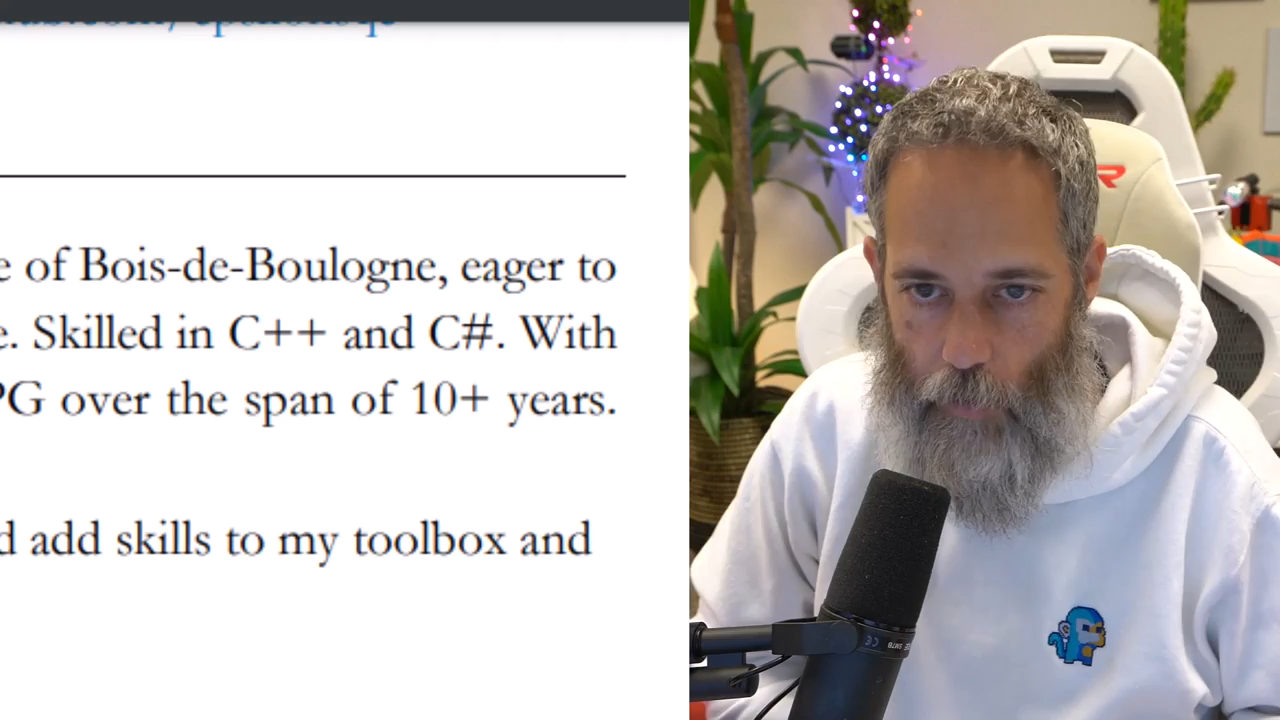 of Bois-de-Boulogne, eager to
Skilled in C++ and C#. With
PG over the span of 10+ years.
add skills to my toolbox and
R
SM7B